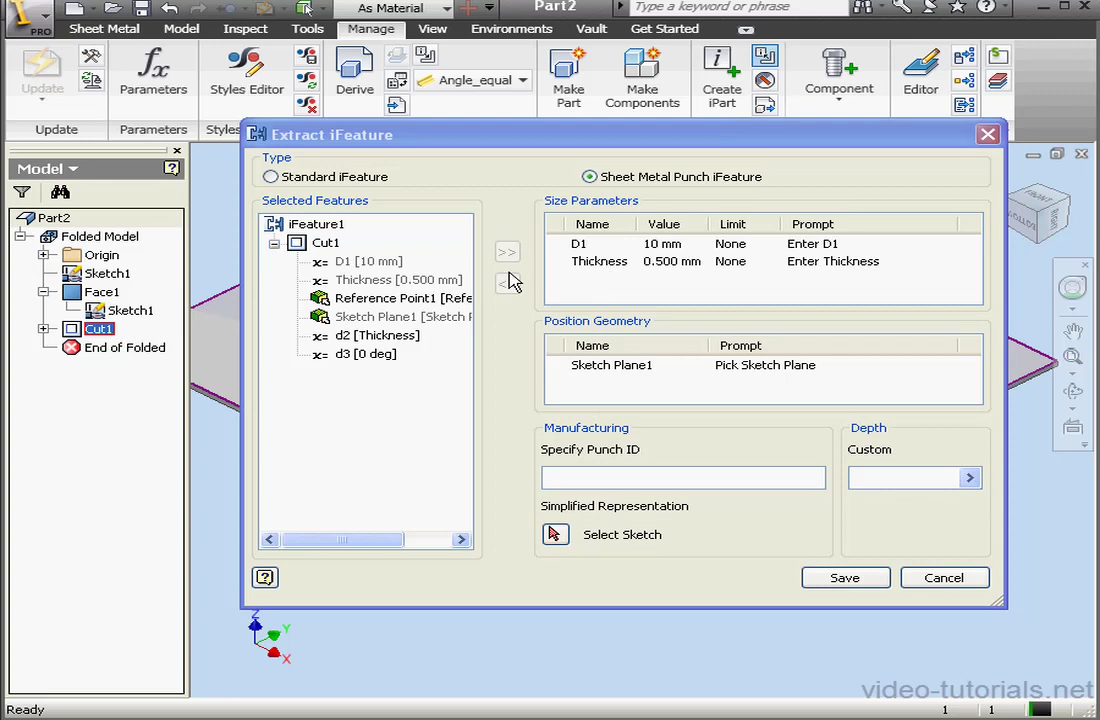 PRO
As Material
Part2
Type a keyword or phrase
Sheet Metal
Model
Inspect
Tools
Manage
View
Environments
Vault
Get Started
Update
Parameters
Styles Editor
Derive
Angle_equal
Make
Part
Make
Components
Create
iPart
Component
Editor
Update
Parameters
Styles
Extract iFeature
Model
Part2
Folded Model
Origin
Sketch1
Face1
Sketch1
Cut1
End of Folded
Type
Standard iFeature
Sheet Metal Punch iFeature
Selected Features
iFeature1
Cut1
D1 [10 mm]
Thickness [0.500 mm]
Reference Point1 [Refe
Sketch Plane1 [Sketch F
d2 [Thickness]
d3 [0 deg]
>>
Size Parameters
Name Value Limit Prompt
D1 10 mm None Enter D1
Thickness 0.500 mm None Enter Thickness
Position Geometry
Name Prompt
Sketch Plane1 Pick Sketch Plane
Manufacturing
Specify Punch ID
Simplified Representation
Select Sketch
Depth
Custom
Save
Cancel
BOTTOM
Z
Y
X
video-tutorials.net
Ready
1 1